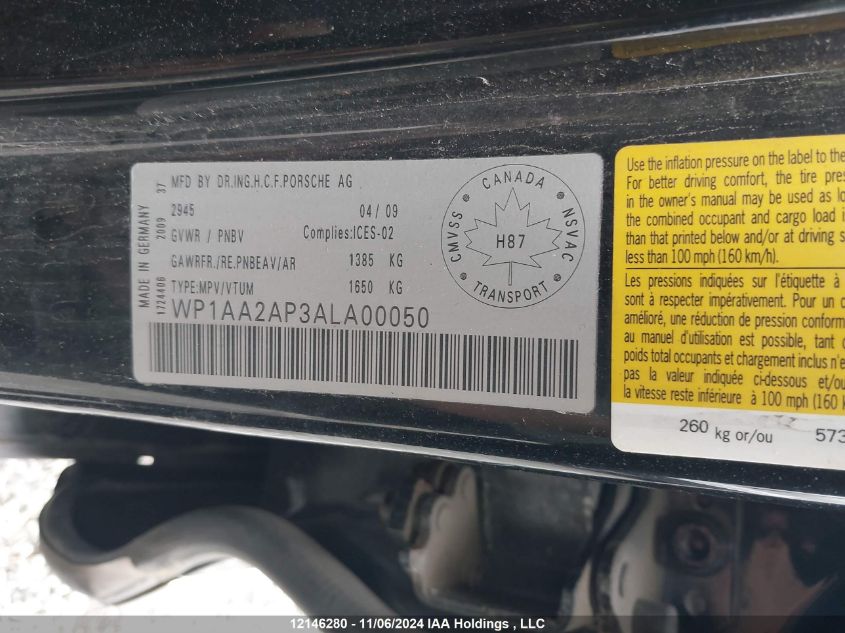 MADE IN GERMANY
2009 37
1724406
MFD BY DR.ING.H.C.F.PORSCHE AG
2945 04/09
GVWR / PNBV Complies:ICES-02
GAWRFR./RE.PNBEAV/AR 1385 KG
TYPE:MPV/VTUM 1650 KG
WP1AA2AP3ALA00050
CANADA
CMVSS
NSVAC
H87
TRANSPORT
Use the inflation pressure on the label to the
For better driving comfort, the tire
in the owner's manual may be used as
the combined occupant and cargo load
than that printed below and/or at driving
less than 100 mph (160 km/h).
Les pressions indiquées sur l'étiquette à
sont à respecter impérativement. Pour un
amélioré, une réduction de pression
au manuel d'utilisation est possible, tant
poids total occupants et chargement inclus
pas la valeur indiquée ci-dessous
la vitesse reste inférieure à 100 mph (160
260 kg or/ou 573
12146280 - 11/06/2024 IAA Holdings, LLC